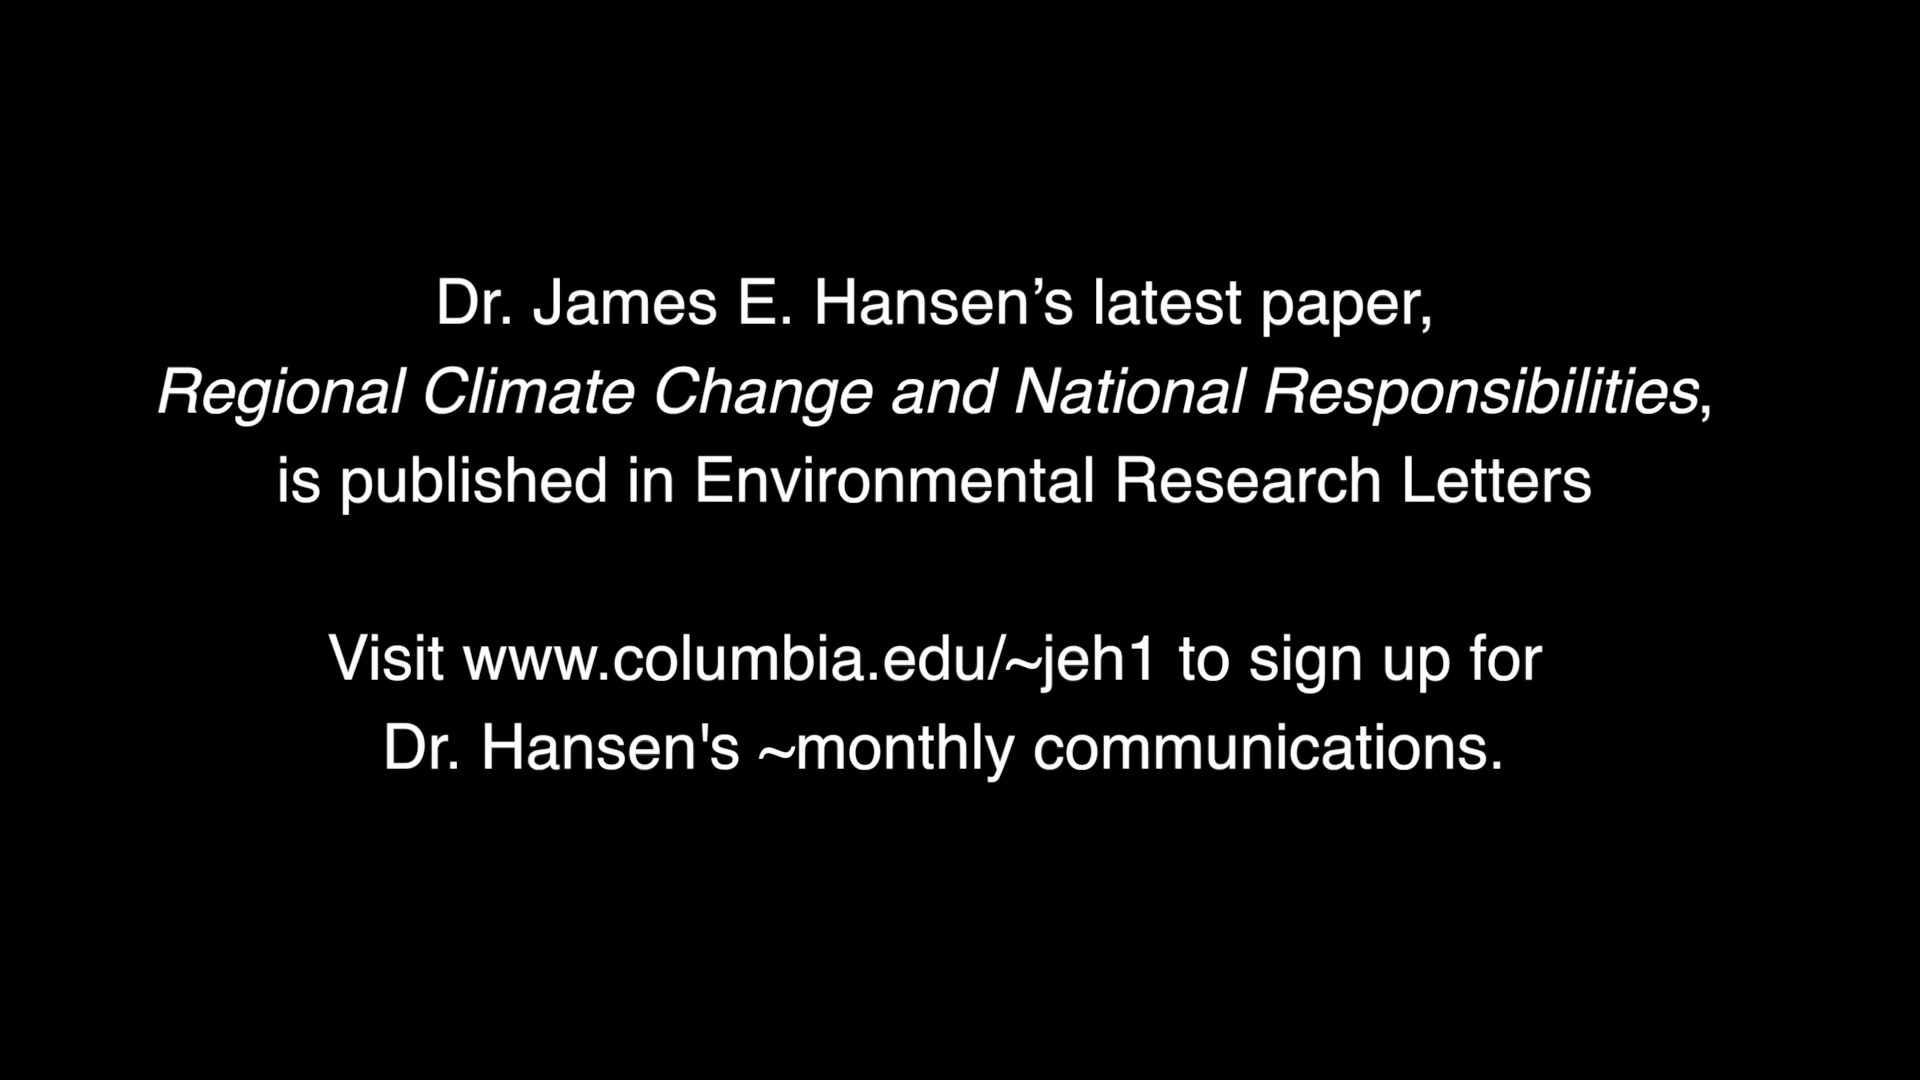 Dr. James E. Hansen’s latest paper,
Regional Climate Change and National Responsibilities,
is published in Environmental Research Letters
Visit www.columbia.edu/~jeh1 to sign up for
Dr. Hansen's ~monthly communications.